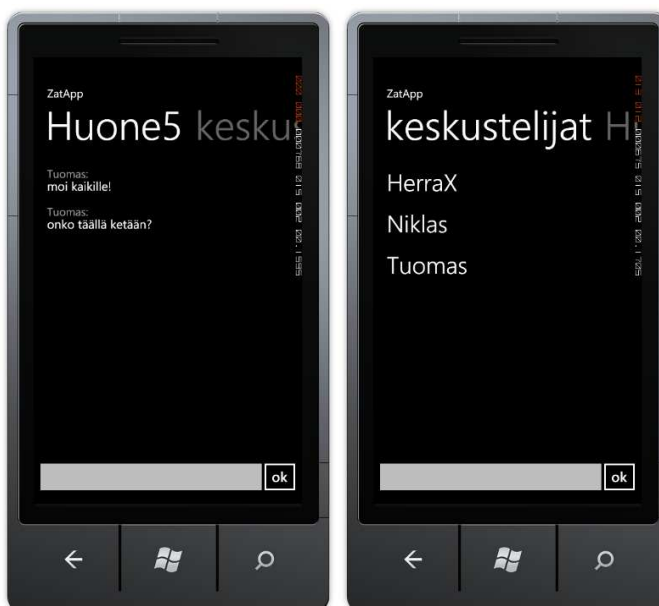 ZatApp
Huone5 kesku
Tuomas:
moi kaikille!
Tuomas:
onko täällä ketään?
ok
ZatApp
keskustelijat H
HerraX
Niklas
Tuomas
ok